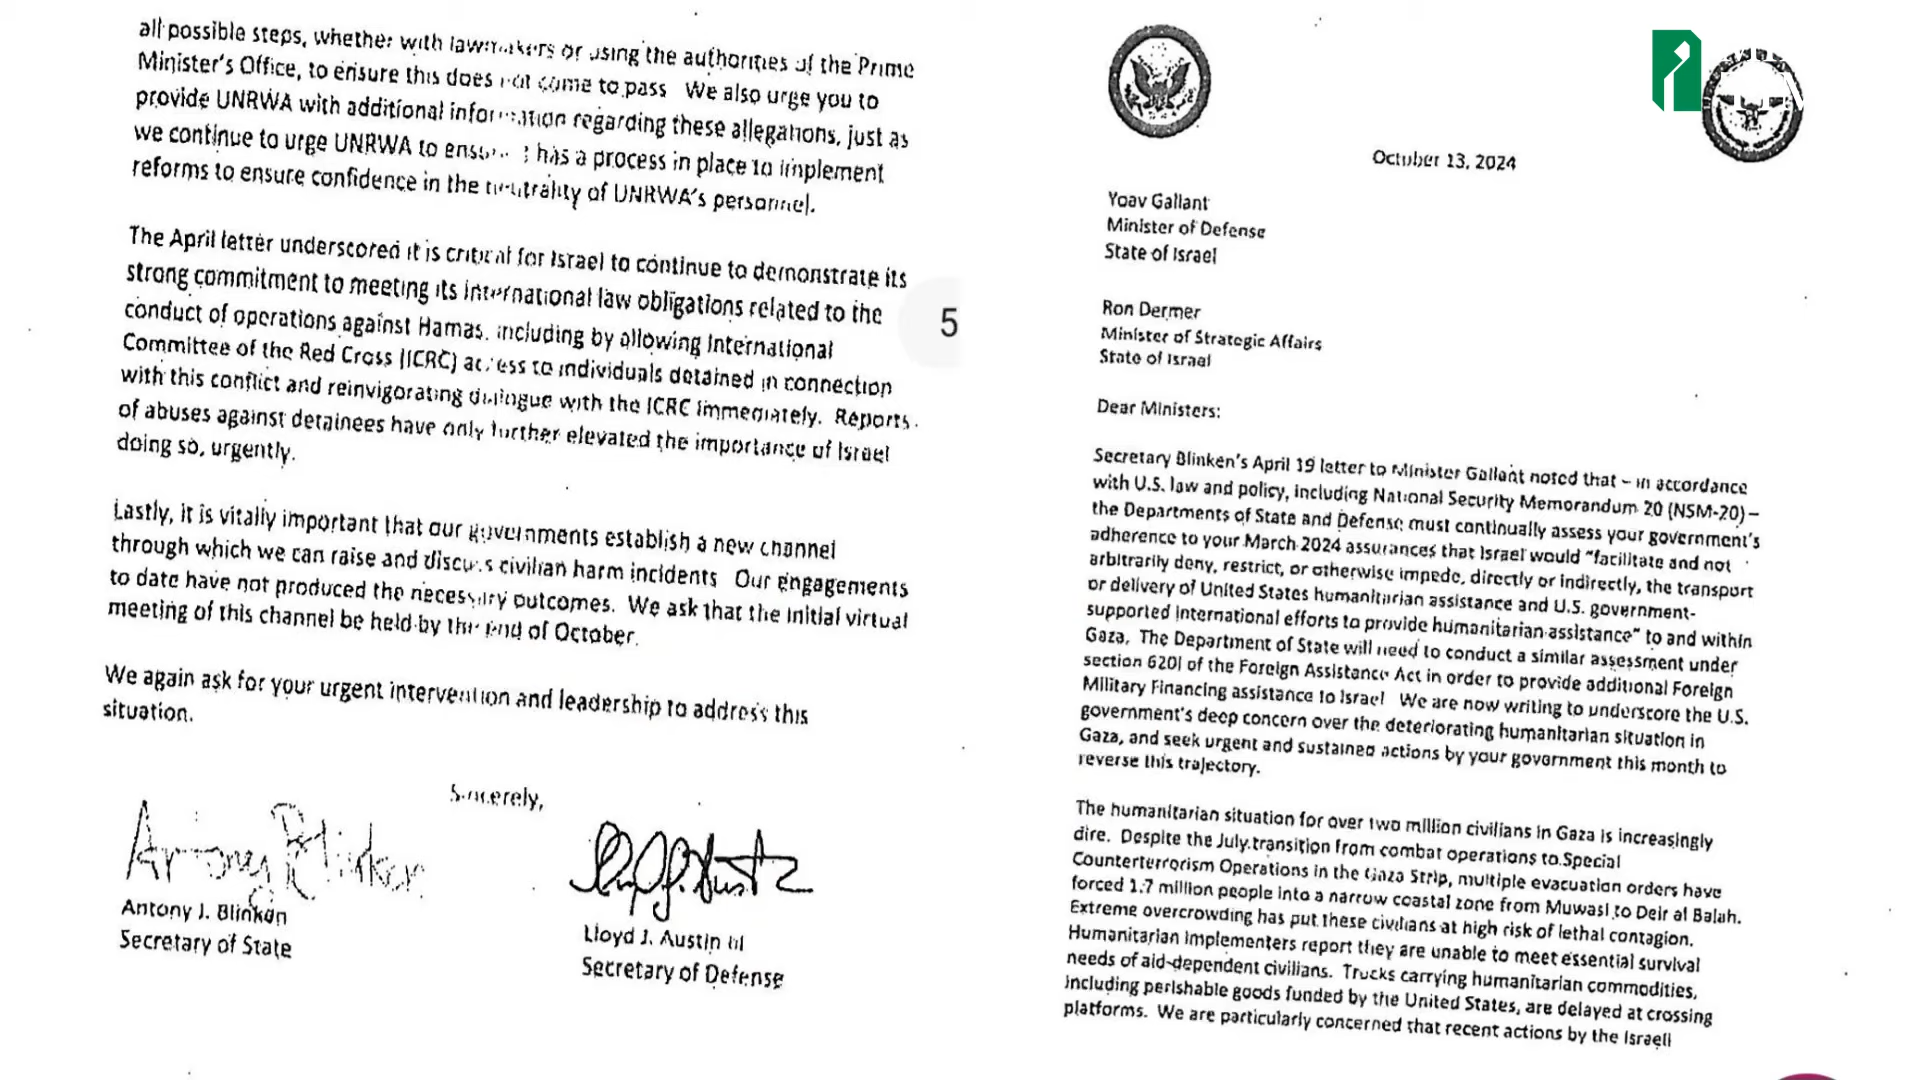 all possible steps, whether with lawmakers or using the authorities of the Prime
Minister's Office, to ensure this does not come to pass We also urge you to
provide UNRWA with additional information regarding these allegations, just as
we continue to urge UNRWA to ensure it has a process in place to implement
reforms to ensure confidence in the neutrality of UNRWA's personnel.
The April letter underscored it is critical for Israel to continue to demonstrate its
strong commitment to meeting its international law obligations related to the
conduct of operations against Hamas, including by allowing International
Committee of the Red Cross (ICRC) access to individuals detained in connection
with this conflict and reinvigorating dialogue with the ICRC immediately. Reports
of abuses against detainees have only further elevated the importance of Israel
doing so, urgently.
Lastly, it is vitally important that our governments establish a new channel
through which we can raise and discuss civilian harm incidents Our engagements
to date have not produced the necessary outcomes. We ask that the initial virtual
meeting of this channel be held by the end of October.
We again ask for your urgent intervention and leadership to address this
situation.
Sincerely,
Antony J. Blinken
Secretary of State
Lloyd J. Austin III
Secretary of Defense
5
October 13, 2024
Yoav Gallant
Minister of Defense
State of Israel
Ron Dermer
Minister of Strategic Affairs
State of Israel
Dear Ministers:
Secretary Blinken's April 19 letter to Minister Gallant noted that – in accordance
with U.S. law and policy, including National Security Memorandum 20 (NSM-20) –
the Departments of State and Defense must continually assess your government's
adherence to your March 2024 assurances that Israel would "facilitate and not
arbitrarily deny, restrict, or otherwise impede, directly or indirectly, the transport
or delivery of United States humanitarian assistance and U.S. government-
supported international efforts to provide humanitarian assistance" to and within
Gaza. The Department of State will need to conduct a similar assessment under
section 620I of the Foreign Assistance Act in order to provide additional Foreign
Military Financing assistance to Israel We are now writing to underscore the U.S.
government's deep concern over the deteriorating humanitarian situation in
Gaza, and seek urgent and sustained actions by your government this month to
reverse this trajectory.
The humanitarian situation for over two million civilians in Gaza is increasingly
dire. Despite the July transition from combat operations to Special
Counterterrorism Operations in the Gaza Strip, multiple evacuation orders have
forced 1.7 million people into a narrow coastal zone from Muwasi to Deir al Balah.
Extreme overcrowding has put these civilians at high risk of lethal contagion.
Humanitarian implementers report they are unable to meet essential survival
needs of aid-dependent civilians. Trucks carrying humanitarian commodities,
including perishable goods funded by the United States, are delayed at crossing
platforms. We are particularly concerned that recent actions by the Israeli